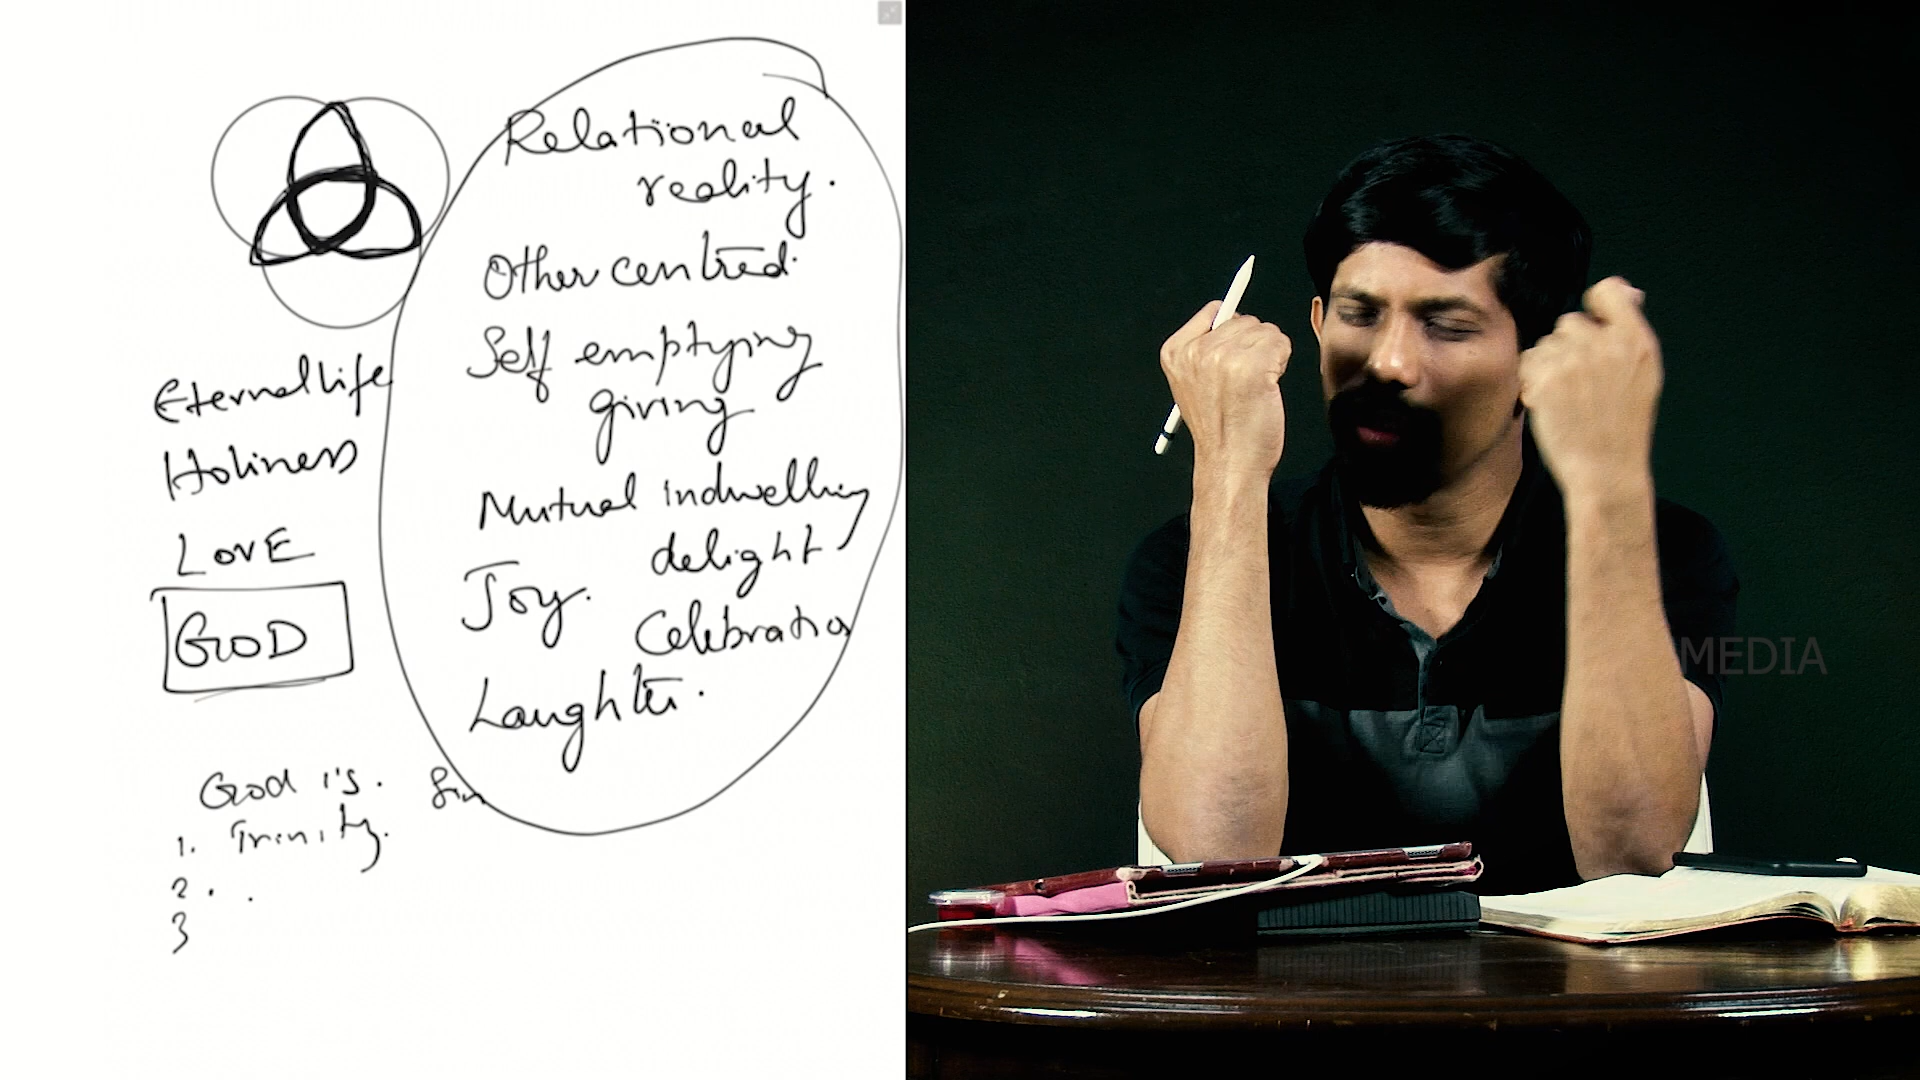 Relational
reality.
Other centred.
Self emptying
giving
Mutual indwelling
delight
Joy.
Celebration
Laughter.
Eternal Life
Holiness
LOVE
GOD
God is.
Sin
1. Trinity.
2. .
3
MEDIA